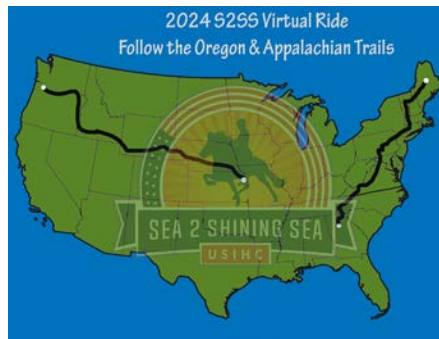 2024 S2SS Virtual Ride
Follow the Oregon & Appalachian Trails
SEA 2 SHINING SEA
USIHC